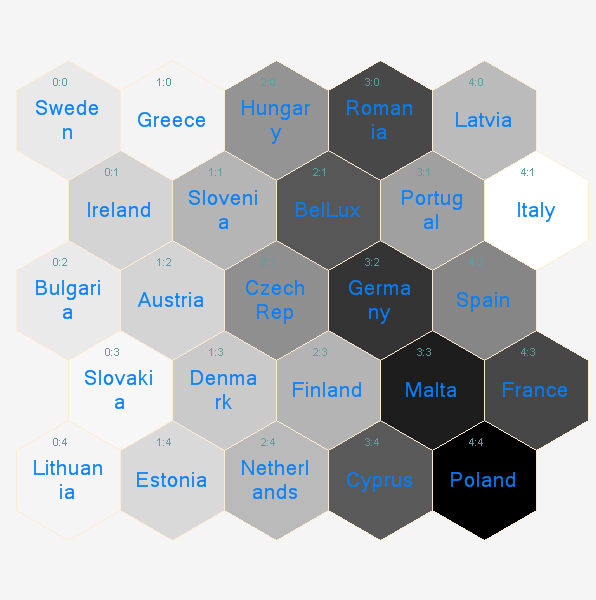 0:0 1:0 2:0 3:0 4:0
Swede
n
Greece
Hungar
y
Roman
ia
Latvia
0:1 1:1 2:1 3:1 4:1
Ireland
Sloveni
a
BelLux
Portug
al
Italy
0:2 1:2 3:2
Bulgari
a
Austria
Czech
Rep
Germa
ny
Spain
0:3 1:3 2:3 3:3 4:3
Slovaki
a
Denma
rk
Finland
Malta
France
0:4 1:4 2:4 3:4 4:4
Lithuan
ia
Estonia
Netherl
ands
Cyprus
Poland